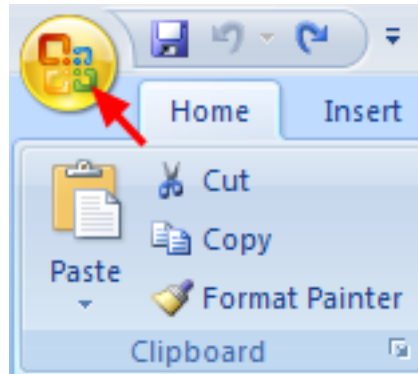 Home Insert
Cut
Copy
Paste
Format Painter
Clipboard